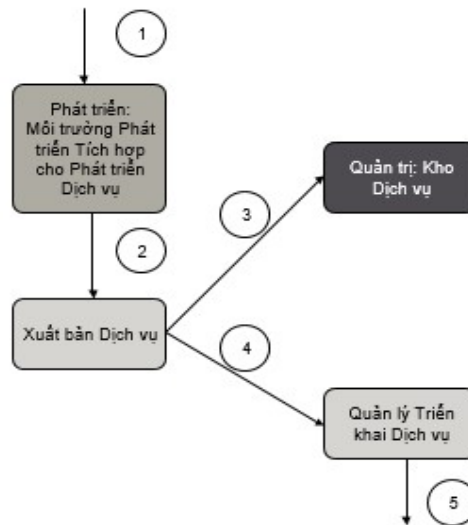 1
Phát triển:
Môi trường Phát
triển Tích hợp
cho Phát triển
Dịch vụ
2
3
Quản trị: Kho
Dịch vụ
Xuất bản Dịch vụ
4
Quản lý Triển
khai Dịch vụ
5